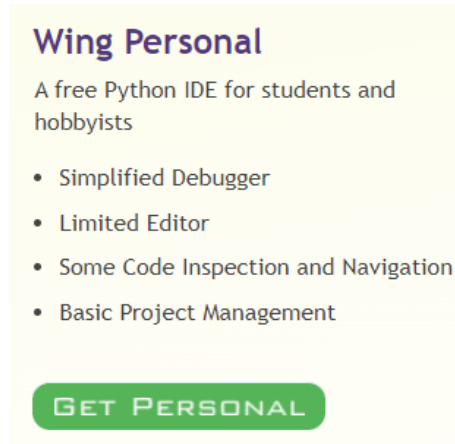 Wing Personal
A free Python IDE for students and
hobbyists
• Simplified Debugger
• Limited Editor
• Some Code Inspection and Navigation
• Basic Project Management
GET PERSONAL